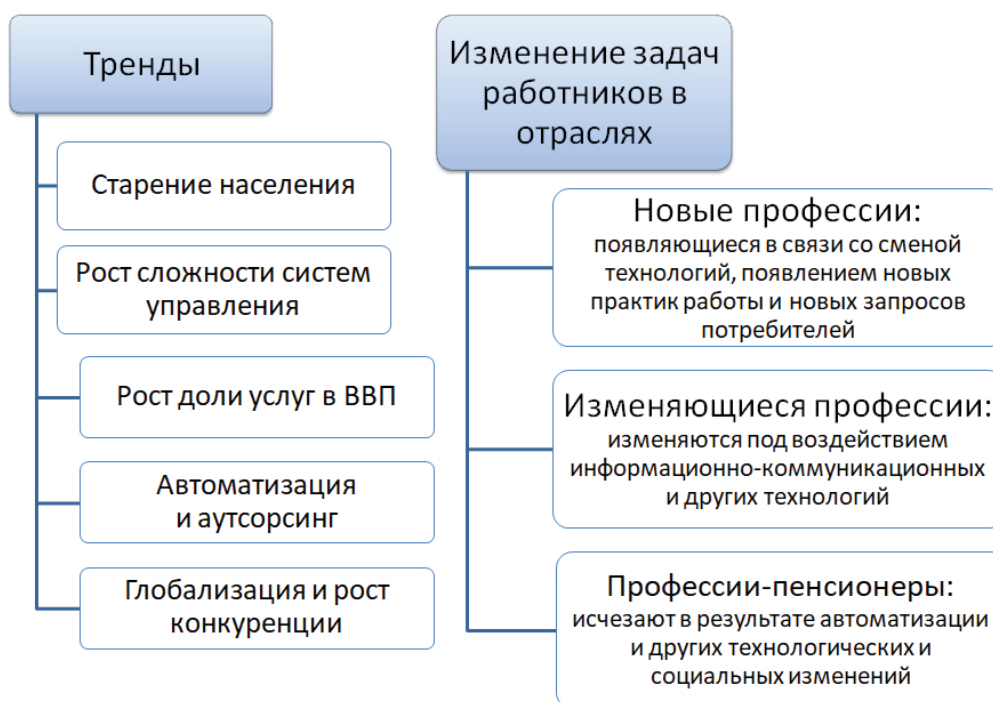 Тренды
Старение населения
Рост сложности систем
управления
Рост доли услуг в ВВП
Автоматизация
и аутсорсинг
Глобализация и рост
конкуренции
Изменение задач
работников в
отраслях
Новые профессии:
появляющиеся в связи со сменой
технологий, появлением новых
практик работы и новых запросов
потребителей
Изменяющиеся профессии:
изменяются под воздействием
информационно-коммуникационных
и других технологий
Профессии-пенсионеры:
исчезают в результате автоматизации
и других технологических и
социальных изменений